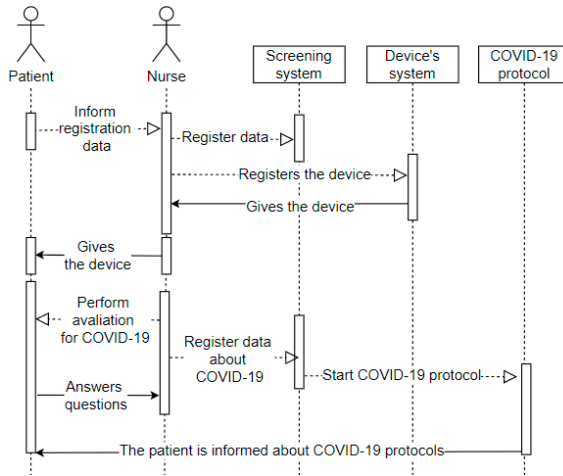 Patient
Nurse
Screening
system
Device's
system
COVID-19
protocol
Inform
registration
data
Register data
Registers the device
Gives the device
Gives
the device
Perform
avaliation
for COVID-19
Register data
about
COVID-19
Start COVID-19 protocol
Answers
questions
The patient is informed about COVID-19 protocols